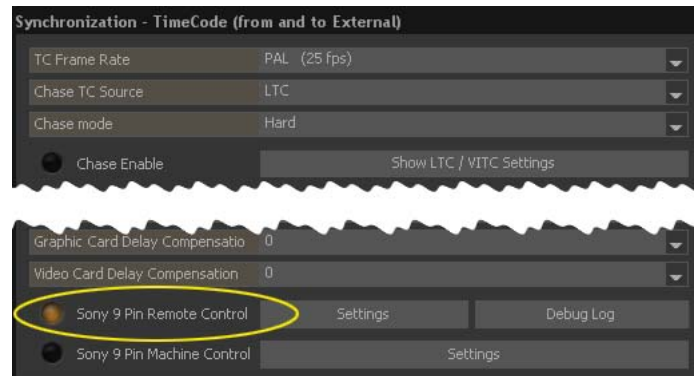 Synchronization - TimeCode (from and to External)
TC Frame Rate PAL (25 fps)
Chase TC Source LTC
Chase mode Hard
Chase Enable Show LTC / VITC Settings
Graphic Card Delay Compensatio 0
Video Card Delay Compensation 0
Sony 9 Pin Remote Control Settings Debug Log
Sony 9 Pin Machine Control Settings